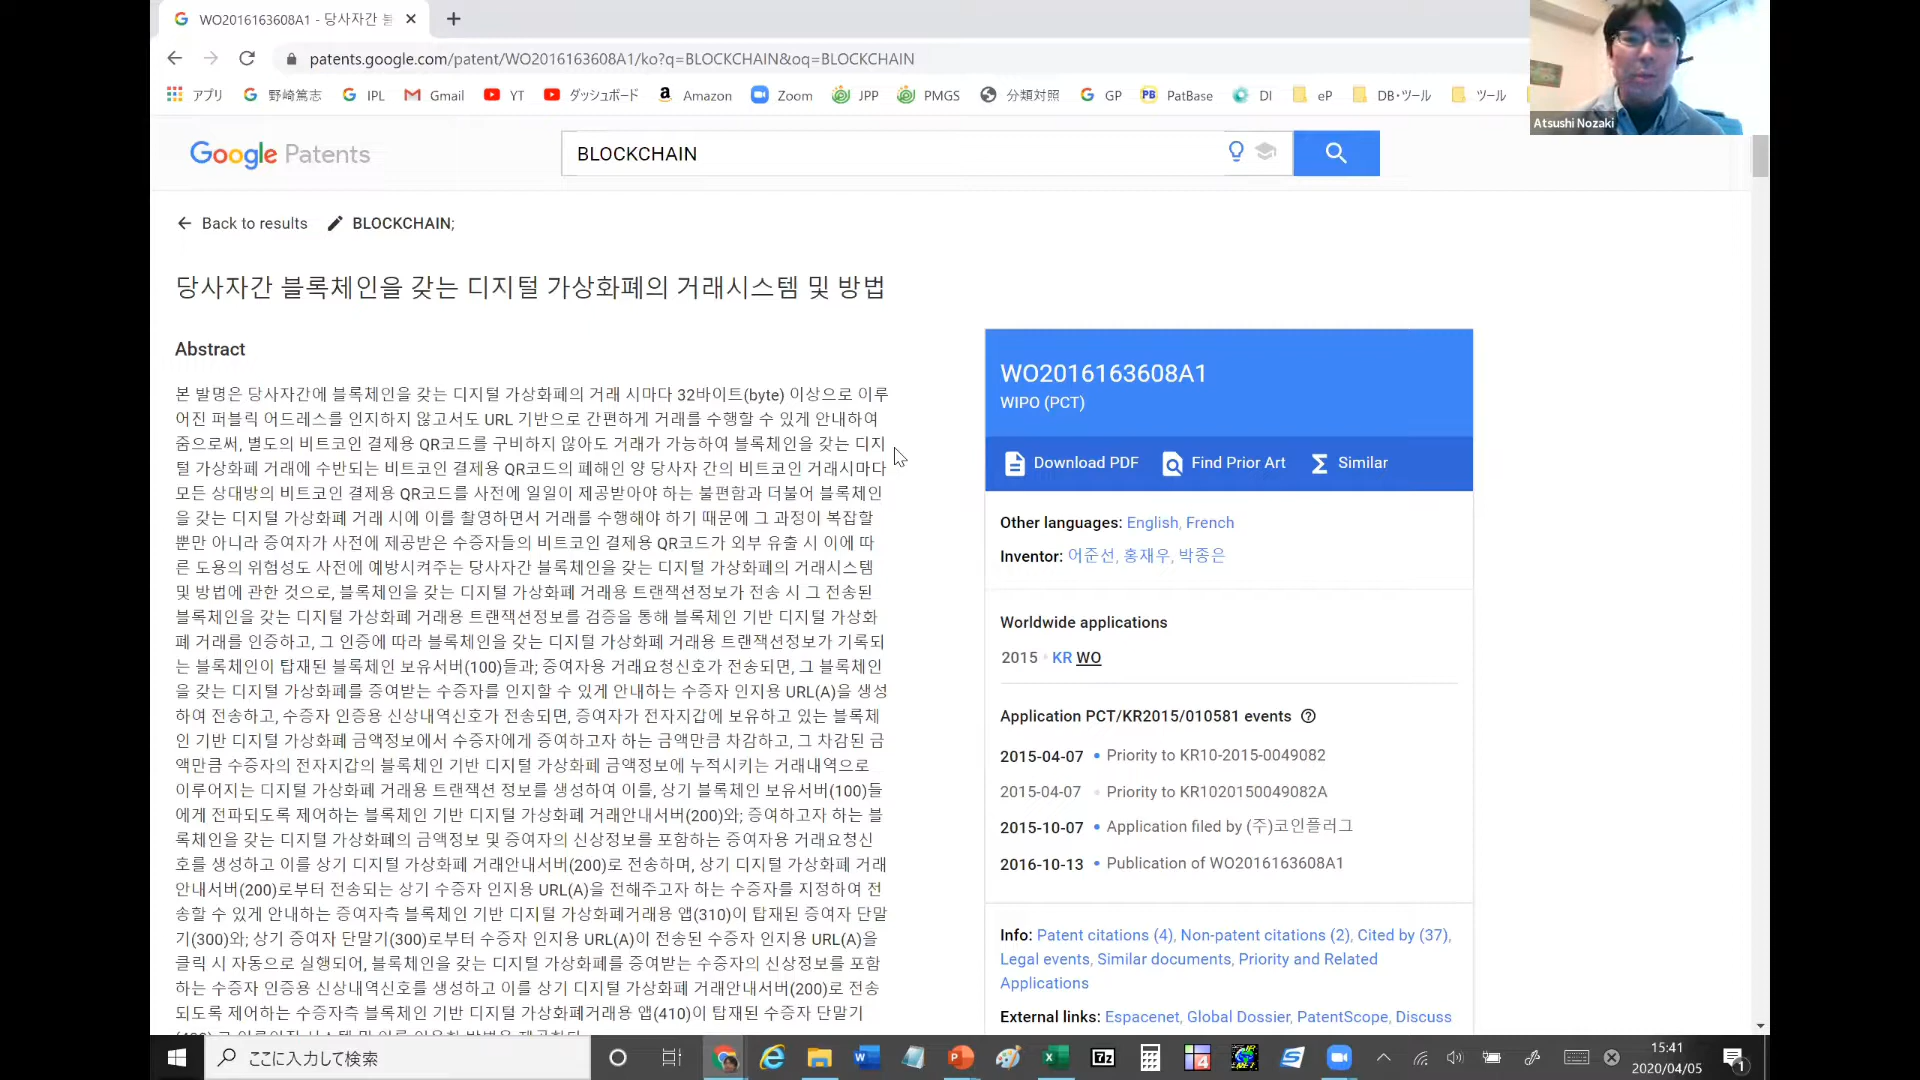 WO2016163608A1 - 당사자간 블
patents.google.com/patent/WO2016163608A1/ko?q=BLOCKCHAIN&oq=BLOCKCHAIN
アプリ 野崎篤志 IPL Gmail YT ダッシュボード Amazon Zoom JPP PMGS 分類対照 GP PatBase DI eP DB・ツール ツール
Atsushi Nozaki
Google Patents
BLOCKCHAIN
Back to results BLOCKCHAIN;
당사자간 블록체인을 갖는 디지털 가상화폐의 거래시스템 및 방법
Abstract
본 발명은 당사자간에 블록체인을 갖는 디지털 가상화폐의 거래 시마다 32바이트(byte) 이상으로 이루
어진 퍼블릭 어드레스를 인지하지 않고서도 URL 기반으로 간편하게 거래를 수행할 수 있게 안내하여
줌으로써, 별도의 비트코인 결제용 QR코드를 구비하지 않아도 거래가 가능하여 블록체인을 갖는 디지
털 가상화폐 거래에 수반되는 비트코인 결제용 QR코드의 폐해인 양 당사자 간의 비트코인 거래시마다
모든 상대방의 비트코인 결제용 QR코드를 사전에 일일이 제공받아야 하는 불편함과 더불어 블록체인
을 갖는 디지털 가상화폐 거래 시에 이를 촬영하면서 거래를 수행해야 하기 때문에 그 과정이 복잡할
뿐만 아니라 증여자가 사전에 제공받은 수증자들의 비트코인 결제용 QR코드가 외부 유출 시 이에 따
른 도용의 위험성도 사전에 예방시켜주는 당사자간 블록체인을 갖는 디지털 가상화폐의 거래시스템
및 방법에 관한 것으로, 블록체인을 갖는 디지털 가상화폐 거래용 트랜잭션정보가 전송 시 그 전송된
블록체인을 갖는 디지털 가상화폐 거래용 트랜잭션정보를 검증을 통해 블록체인 기반 디지털 가상화
폐 거래를 인증하고, 그 인증에 따라 블록체인을 갖는 디지털 가상화폐 거래용 트랜잭션정보가 기록되
는 블록체인이 탑재된 블록체인 보유서버(100)들과; 증여자용 거래요청신호가 전송되면, 그 블록체인
을 갖는 디지털 가상화폐를 증여받는 수증자를 인지할 수 있게 안내하는 수증자 인지용 URL(A)을 생성
하여 전송하고, 수증자 인증용 신상내역신호가 전송되면, 증여자가 전자지갑에 보유하고 있는 블록체
인 기반 디지털 가상화폐 금액정보에서 수증자에게 증여하고자 하는 금액만큼 차감하고, 그 차감된 금
액만큼 수증자의 전자지갑의 블록체인 기반 디지털 가상화폐 금액정보에 누적시키는 거래내역으로
이루어지는 디지털 가상화폐 거래용 트랜잭션 정보를 생성하여 이를, 상기 블록체인 보유서버(100)들
에게 전파되도록 제어하는 블록체인 기반 디지털 가상화폐 거래안내서버(200)와; 증여하고자 하는 블
록체인을 갖는 디지털 가상화폐의 금액정보 및 증여자의 신상정보를 포함하는 증여자용 거래요청신
호를 생성하고 이를 상기 디지털 가상화폐 거래안내서버(200)로 전송하며, 상기 디지털 가상화폐 거래
안내서버(200)로부터 전송되는 상기 수증자 인지용 URL(A)을 전해주고자 하는 수증자를 지정하여 전
송할 수 있게 안내하는 증여자측 블록체인 기반 디지털 가상화폐거래용 앱(310)이 탑재된 증여자 단말
기(300)와; 상기 증여자 단말기(300)로부터 수증자 인지용 URL(A)이 전송된 수증자 인지용 URL(A)을
클릭 시 자동으로 실행되어, 블록체인을 갖는 디지털 가상화폐를 증여받는 수증자의 신상정보를 포함
하는 수증자 인증용 신상내역신호를 생성하고 이를 상기 디지털 가상화폐 거래안내서버(200)로 전송
되도록 제어하는 수증자측 블록체인 기반 디지털 가상화폐거래용 앱(410)이 탑재된 수증자 단말기
WO2016163608A1
WIPO (PCT)
Download PDF Find Prior Art Similar
Other languages: English, French
Inventor: 어준선, 홍재우, 박종은
Worldwide applications
2015 KR WO
Application PCT/KR2015/010581 events
2015-04-07 Priority to KR10-2015-0049082
2015-04-07 Priority to KR1020150049082A
2015-10-07 Application filed by (주)코인플러그
2016-10-13 Publication of WO2016163608A1
Info: Patent citations (4), Non-patent citations (2), Cited by (37),
Legal events, Similar documents, Priority and Related
Applications
External links: Espacenet, Global Dossier, PatentScope, Discuss
ここに入力して検索
15:41
2020/04/05